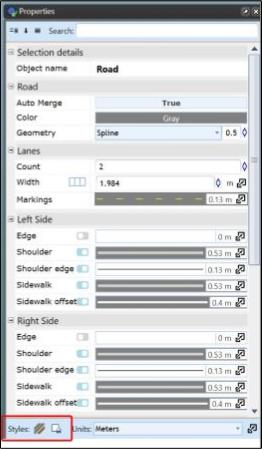 Properties
Search:
Selection details
Object name Road
Road
Auto Merge True
Color Gray
Geometry Spline 0.5
Lanes
Count 2
Width 1.984 m
Markings 0.13 m
Left Side
Edge 0 m
Shoulder 0.53 m
Shoulder edge 0.13 m
Sidewalk 0.53 m
Sidewalk offset 0.4 m
Right Side
Edge 0 m
Shoulder 0.53 m
Shoulder edge 0.13 m
Sidewalk 0.53 m
Sidewalk offset 0.4 m
Styles: Units: Meters